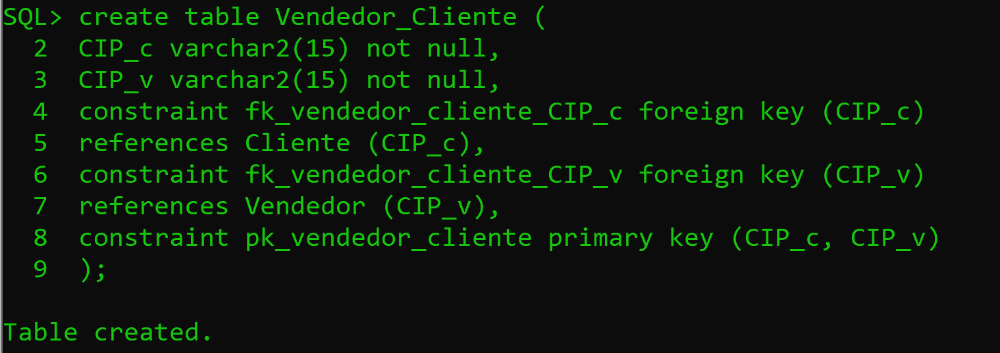 SQL> create table Vendedor_Cliente (
  2  CIP_c varchar2(15) not null,
  3  CIP_v varchar2(15) not null,
  4  constraint fk_vendedor_cliente_CIP_c foreign key (CIP_c)
  5  references Cliente (CIP_c),
  6  constraint fk_vendedor_cliente_CIP_v foreign key (CIP_v)
  7  references Vendedor (CIP_v),
  8  constraint pk_vendedor_cliente primary key (CIP_c, CIP_v)
  9  );
Table created.